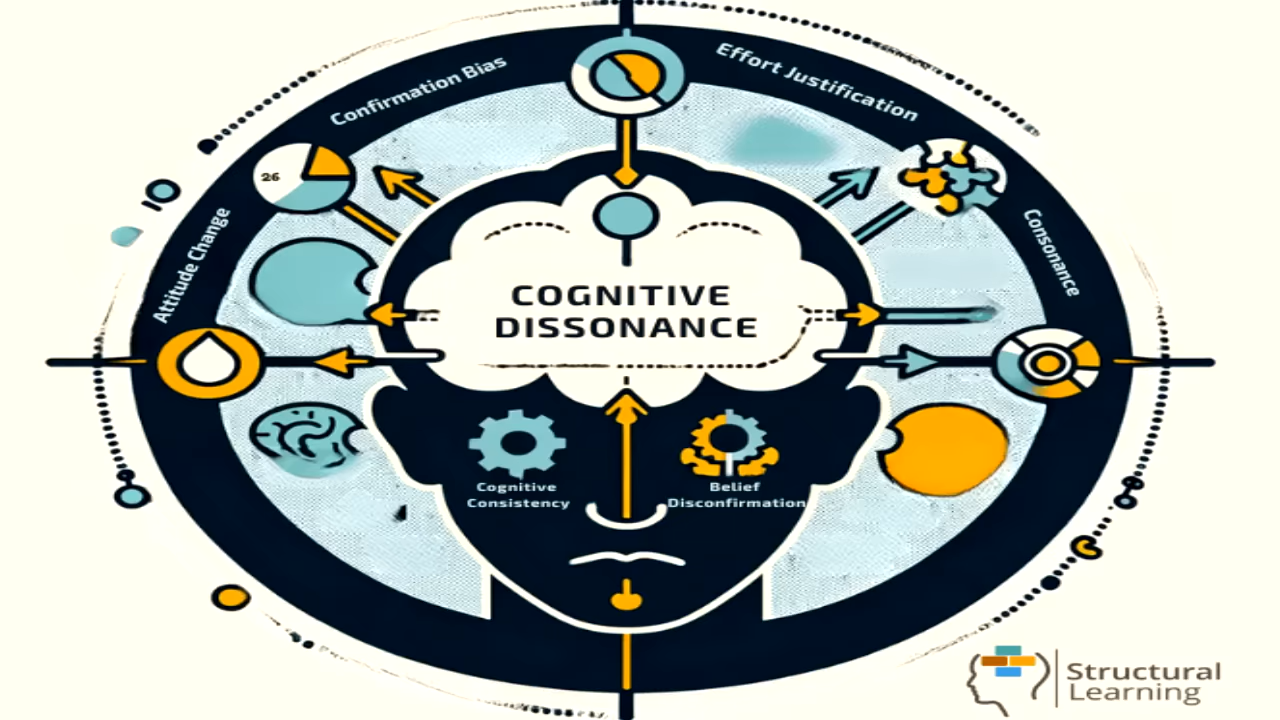 Confirmation Bias
Effort Justification
26
Attitude Change
Consonance
COGNITIVE
DISSONANCE
Cognitive
Consistency
Belief
Disconfirmation
Structural
Learning